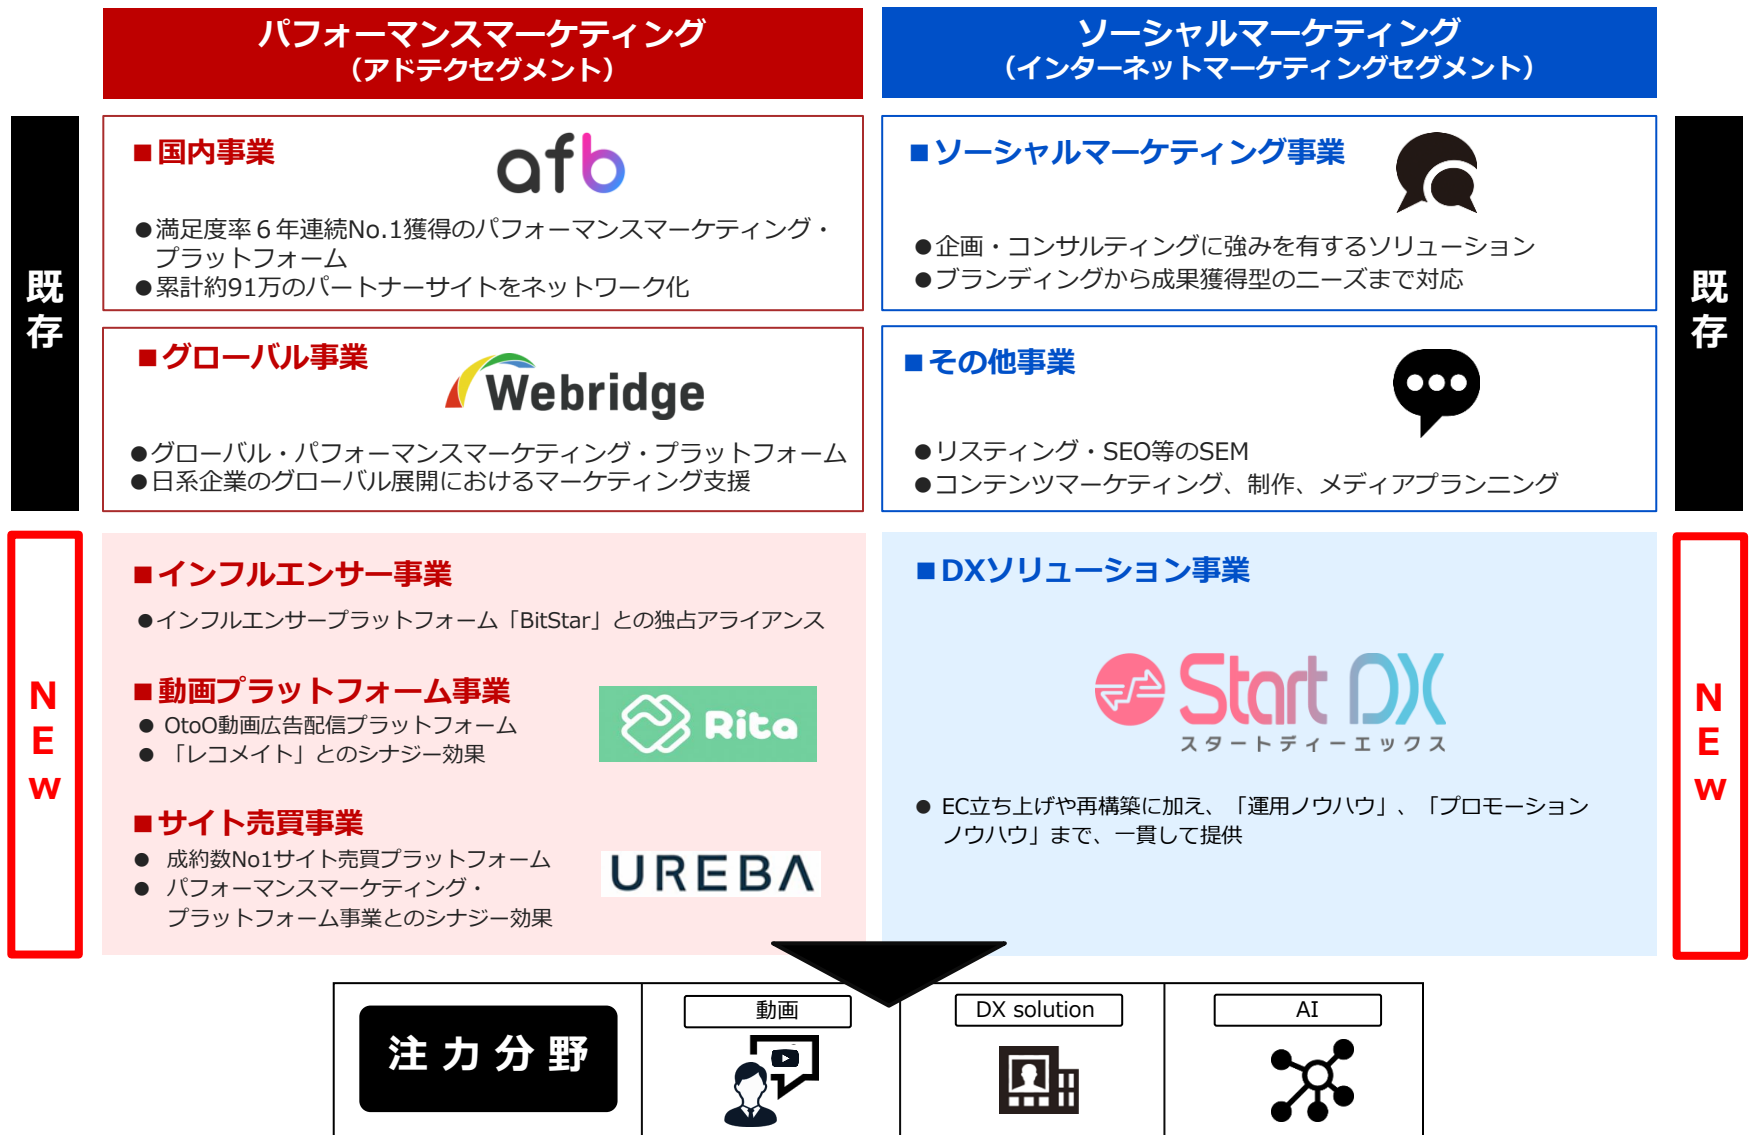 パフォーマンスマーケティング
（アドテクセグメント）
ソーシャルマーケティング
（インターネットマーケティングセグメント）
既存
■国内事業
afb
●満足度率６年連続No.1獲得のパフォーマンスマーケティング・
プラットフォーム
●累計約91万のパートナーサイトをネットワーク化
■グローバル事業
Webridge
●グローバル・パフォーマンスマーケティング・プラットフォーム
●日系企業のグローバル展開におけるマーケティング支援
■ソーシャルマーケティング事業
●企画・コンサルティングに強みを有するソリューション
●ブランディングから成果獲得型のニーズまで対応
■その他事業
●リスティング・SEO等のSEM
●コンテンツマーケティング、制作、メディアプランニング
既存
NEw
■インフルエンサー事業
●インフルエンサープラットフォーム「BitStar」との独占アライアンス
■動画プラットフォーム事業
● OtoO動画広告配信プラットフォーム
● 「レコメイト」とのシナジー効果
Rita
■サイト売買事業
● 成約数No1サイト売買プラットフォーム
● パフォーマンスマーケティング・
プラットフォーム事業とのシナジー効果
UREBA
■DXソリューション事業
Start DX
スタートディーエックス
● EC立ち上げや再構築に加え、「運用ノウハウ」、「プロモーション
ノウハウ」まで、一貫して提供
NEw
注力分野
動画
DX solution
AI